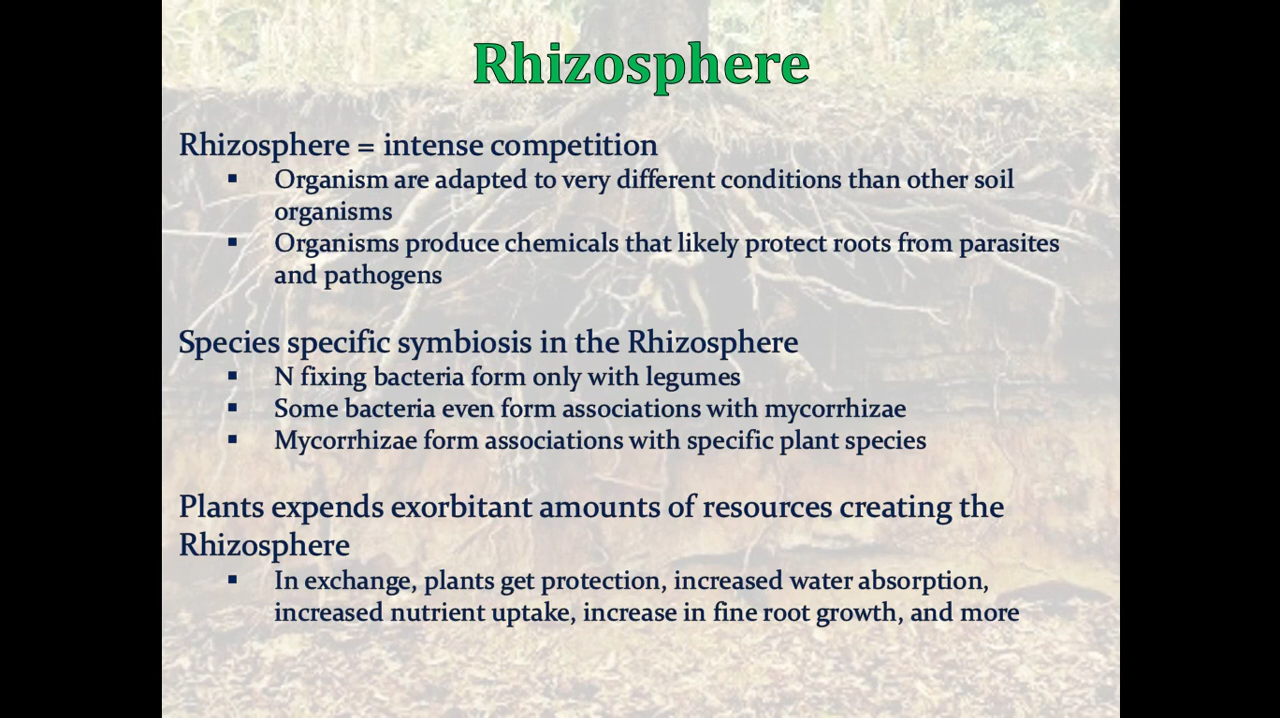 Rhizosphere
Rhizosphere = intense competition
▪ Organism are adapted to very different conditions than other soil
organisms
▪ Organisms produce chemicals that likely protect roots from parasites
and pathogens
Species specific symbiosis in the Rhizosphere
▪ N fixing bacteria form only with legumes
▪ Some bacteria even form associations with mycorrhizae
▪ Mycorrhizae form associations with specific plant species
Plants expends exorbitant amounts of resources creating the
Rhizosphere
▪ In exchange, plants get protection, increased water absorption,
increased nutrient uptake, increase in fine root growth, and more